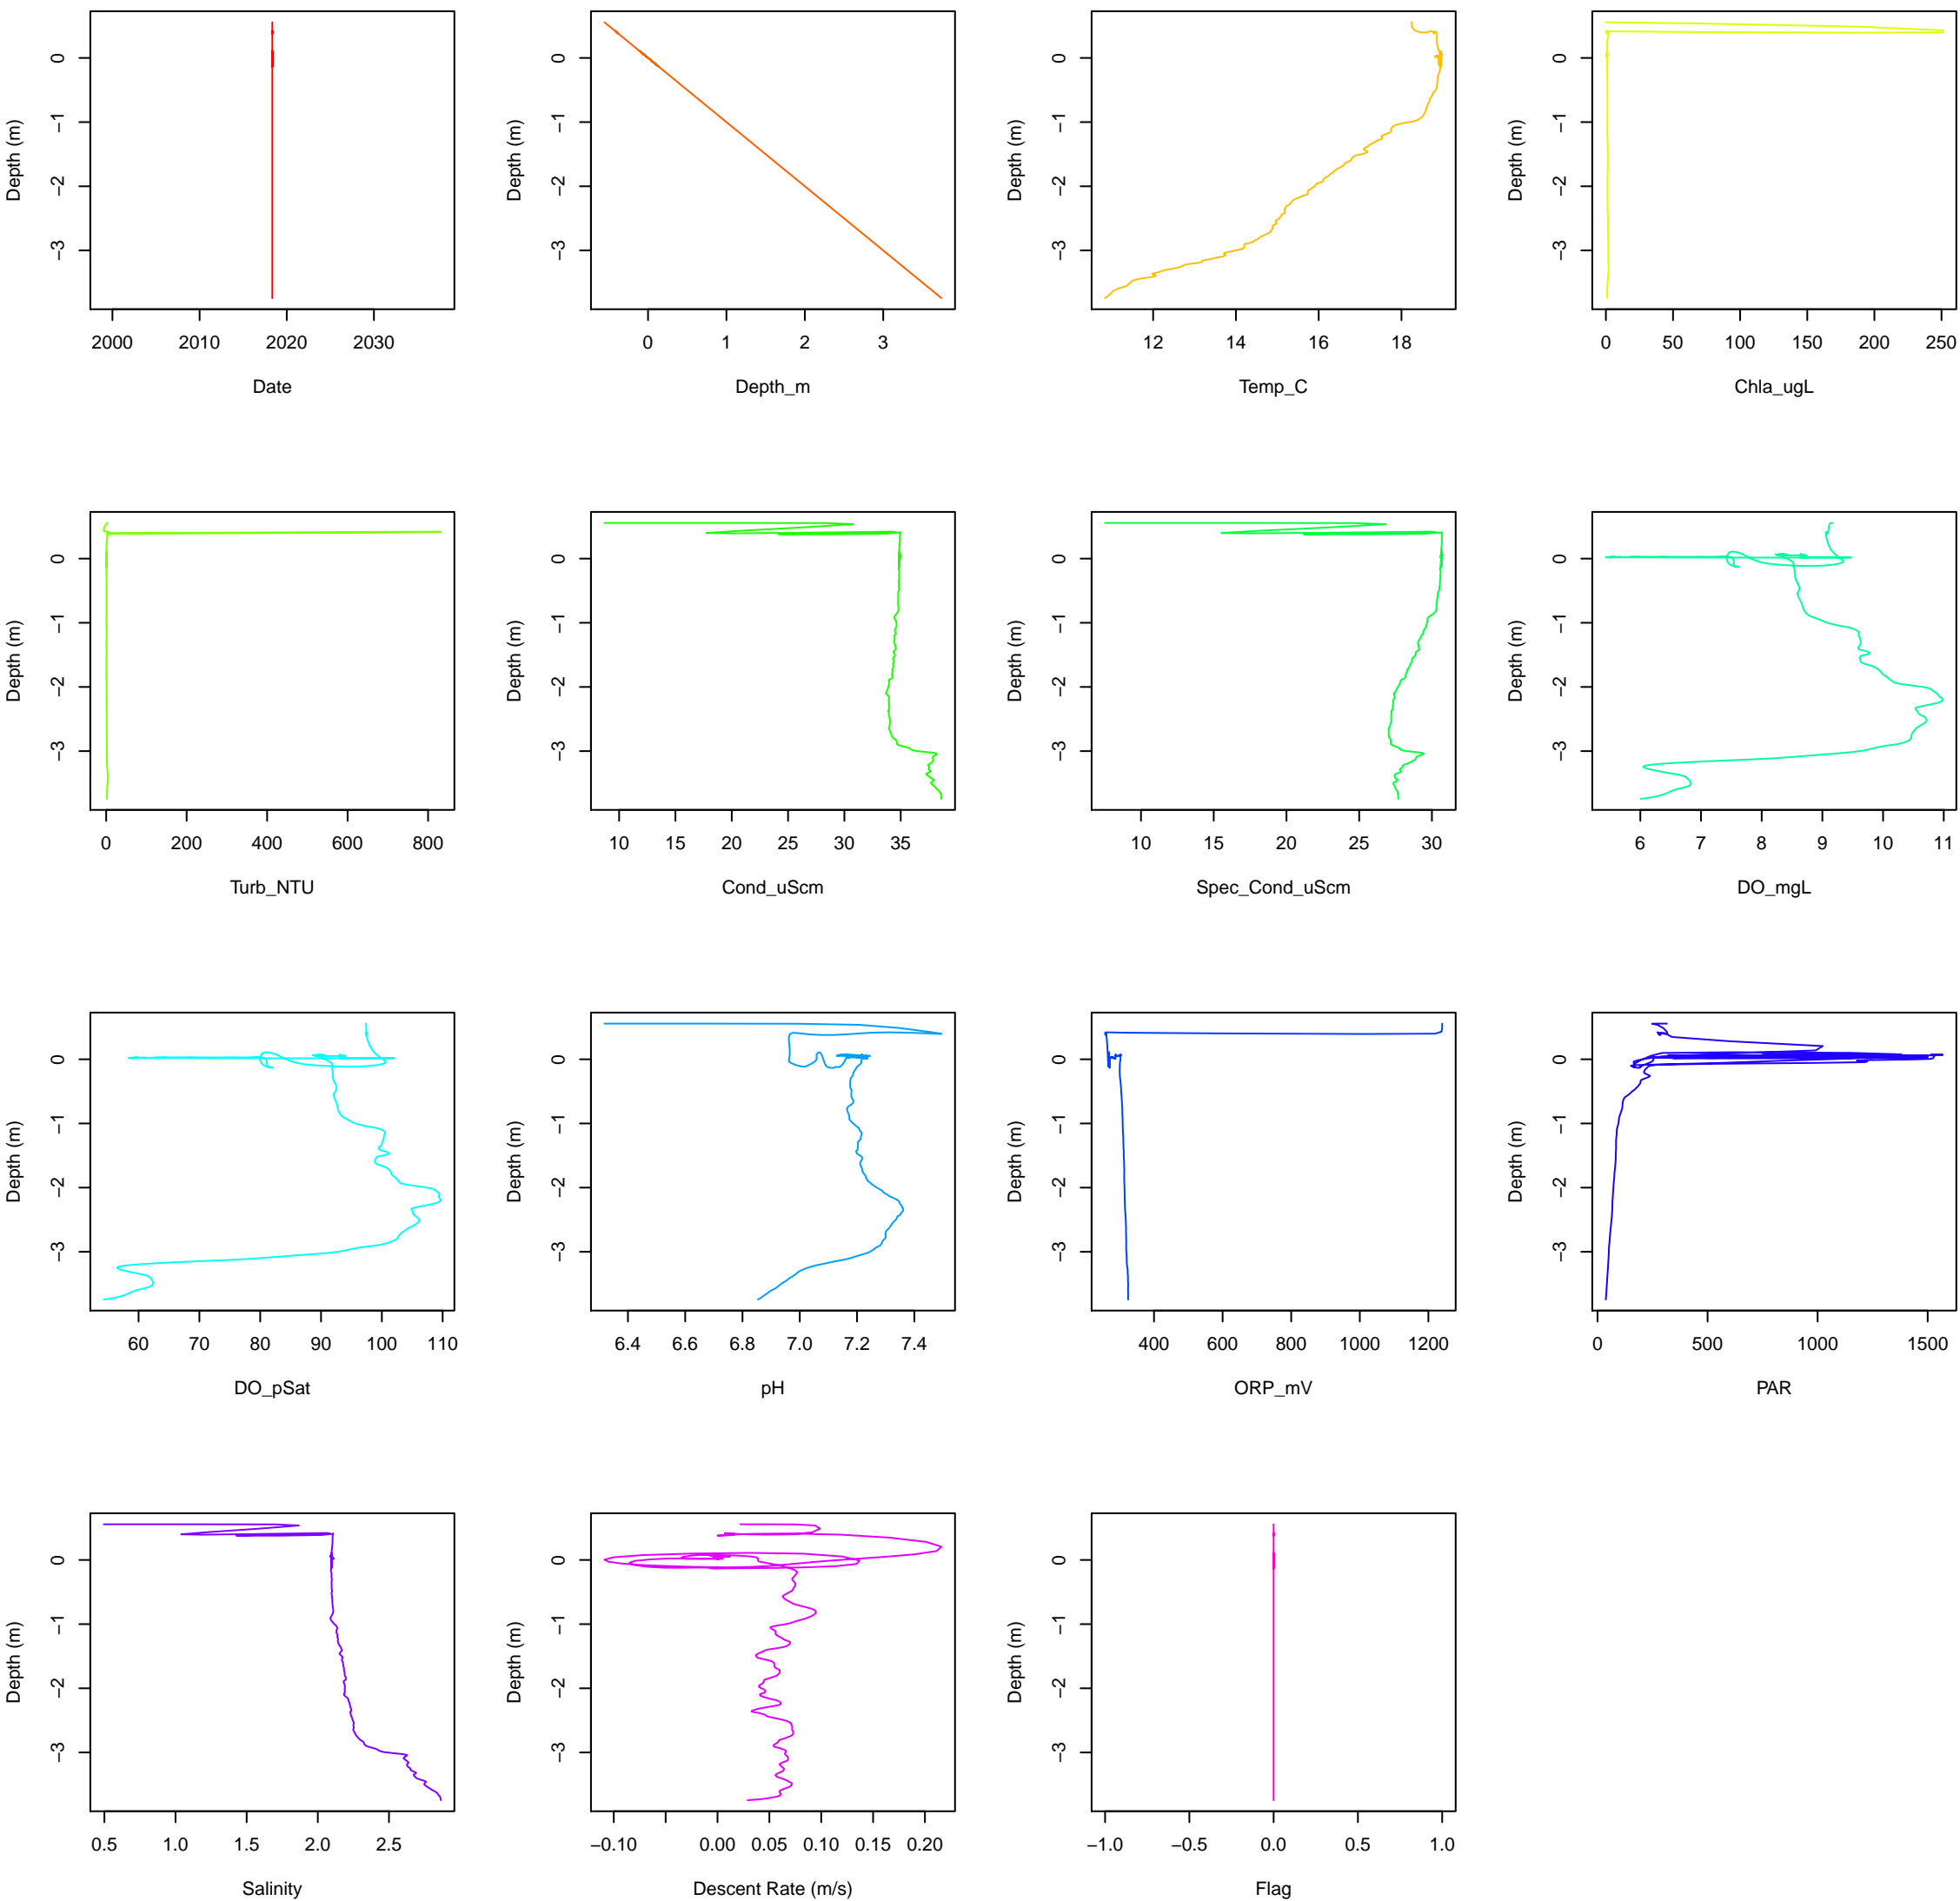 Depth (m)
0
−1
−2
−3
2000 2010 2020 2030
Date
Depth (m)
0
−1
−2
−3
0 1 2 3
Depth_m
Depth (m)
0
−1
−2
−3
12 14 16 18
Temp_C
Depth (m)
0
−1
−2
−3
0 50 100 150 200 250
Chla_ugL
Depth (m)
0
−1
−2
−3
0 200 400 600 800
Turb_NTU
Depth (m)
0
−1
−2
−3
10 15 20 25 30 35
Cond_uScm
Depth (m)
0
−1
−2
−3
10 15 20 25 30
Spec_Cond_uScm
Depth (m)
0
−1
−2
−3
6 7 8 9 10 11
DO_mgL
Depth (m)
0
−1
−2
−3
60 70 80 90 100 110
DO_pSat
Depth (m)
0
−1
−2
−3
6.4 6.6 6.8 7.0 7.2 7.4
pH
Depth (m)
0
−1
−2
−3
400 600 800 1000 1200
ORP_mV
Depth (m)
0
−1
−2
−3
0 500 1000 1500
PAR
Depth (m)
0
−1
−2
−3
0.5 1.0 1.5 2.0 2.5
Salinity
Depth (m)
0
−1
−2
−3
−0.10 0.00 0.05 0.10 0.15 0.20
Descent Rate (m/s)
Depth (m)
0
−1
−2
−3
−1.0 −0.5 0.0 0.5 1.0
Flag